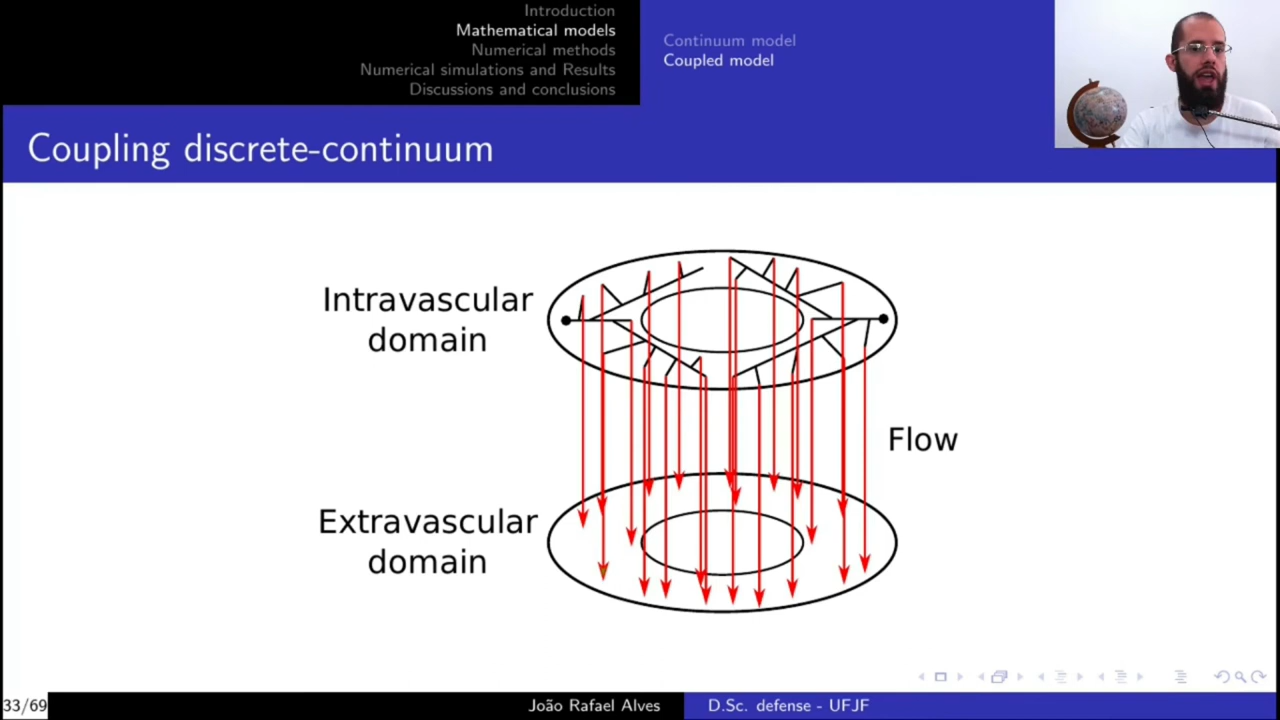 Introduction
Mathematical models
Numerical methods
Numerical simulations and Results
Discussions and conclusions
Continuum model
Coupled model
Coupling discrete-continuum
Intravascular
domain
Flow
Extravascular
domain
33/69
João Rafael Alves
D.Sc. defense - UFJF